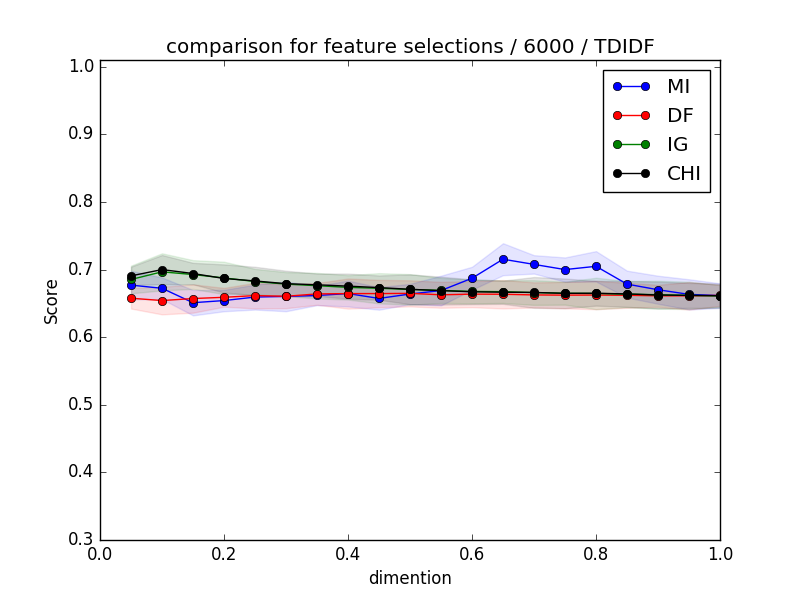 comparison for feature selections / 6000 / TDIDF
1.0
0.9
0.8
0.7
0.6
0.5
0.4
0.3
Score
MI
DF
IG
CHI
0.0 0.2 0.4 0.6 0.8 1.0
dimention